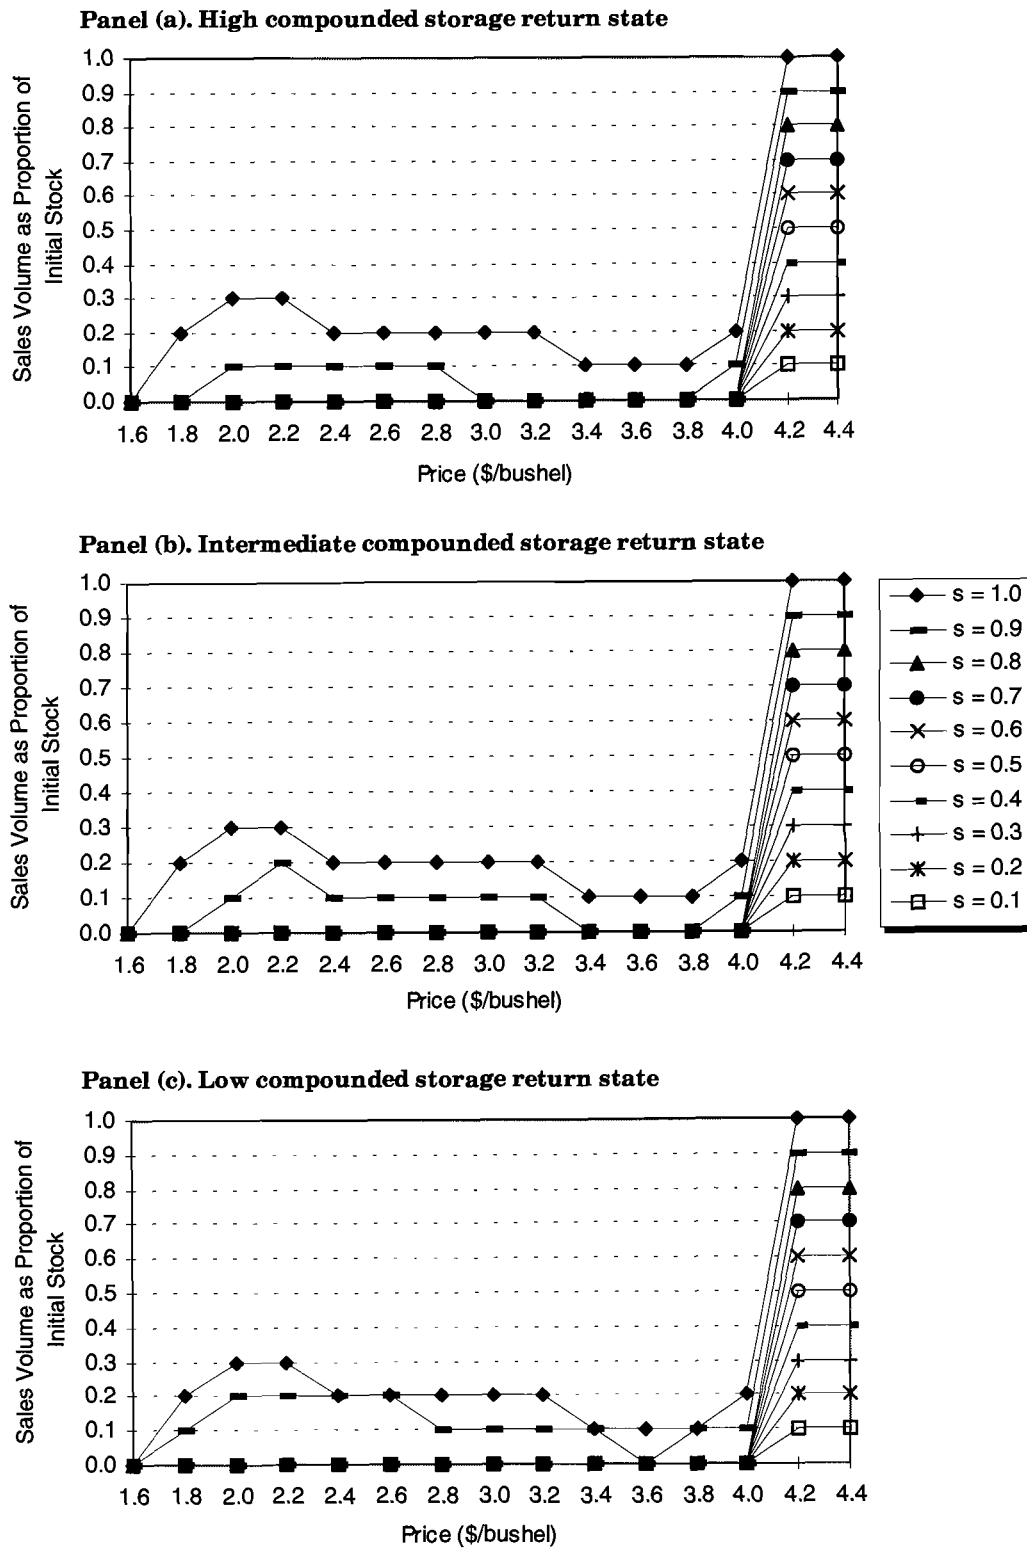 Panel (a). High compounded storage return state
Sales Volume as Proportion of
Initial Stock
1.0
0.9
0.8
0.7
0.6
0.5
0.4
0.3
0.2
0.1
0.0
1.6 1.8 2.0 2.2 2.4 2.6 2.8 3.0 3.2 3.4 3.6 3.8 4.0 4.2 4.4
Price ($/bushel)
Panel (b). Intermediate compounded storage return state
Sales Volume as Proportion of
Initial Stock
1.0
0.9
0.8
0.7
0.6
0.5
0.4
0.3
0.2
0.1
0.0
1.6 1.8 2.0 2.2 2.4 2.6 2.8 3.0 3.2 3.4 3.6 3.8 4.0 4.2 4.4
Price ($/bushel)
s = 1.0
s = 0.9
s = 0.8
s = 0.7
s = 0.6
s = 0.5
s = 0.4
s = 0.3
s = 0.2
s = 0.1
Panel (c). Low compounded storage return state
Sales Volume as Proportion of
Initial Stock
1.0
0.9
0.8
0.7
0.6
0.5
0.4
0.3
0.2
0.1
0.0
1.6 1.8 2.0 2.2 2.4 2.6 2.8 3.0 3.2 3.4 3.6 3.8 4.0 4.2 4.4
Price ($/bushel)